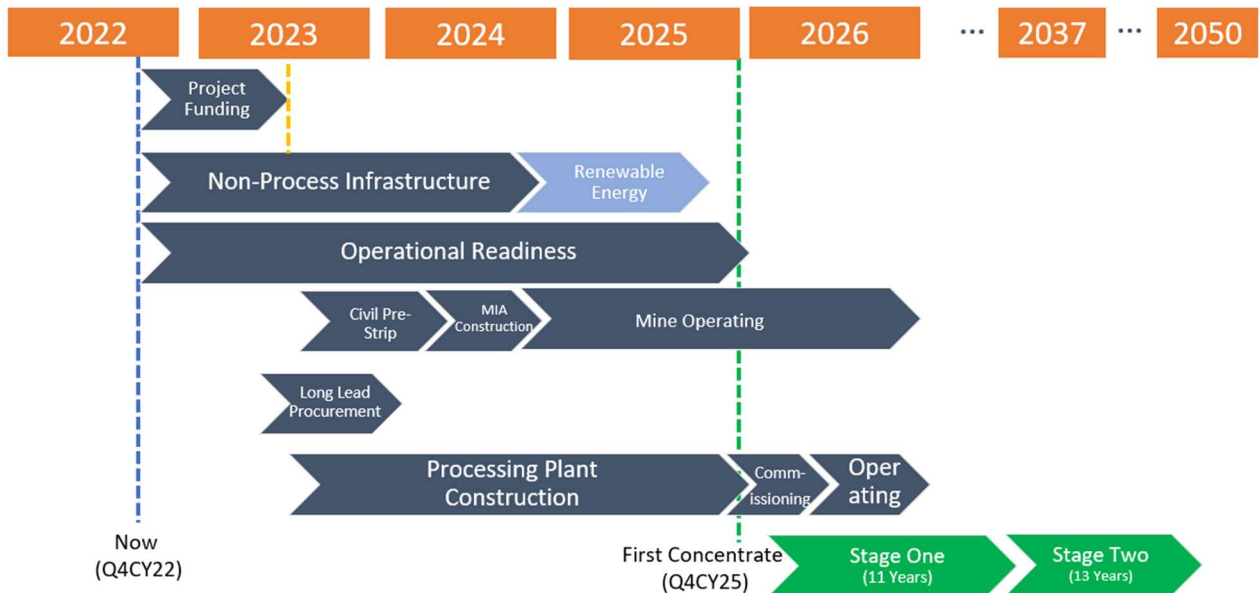 2022
2023
2024
2025
2026
...
2037
...
2050
Project
Funding
Non-Process Infrastructure
Renewable
Energy
Operational Readiness
Civil Pre-
Strip
MIA
Construction
Mine Operating
Long Lead
Procurement
Processing Plant
Construction
Comm-
issioning
Oper
ating
Now
(Q4CY22)
First Concentrate
(Q4CY25)
Stage One
(11 Years)
Stage Two
(13 Years)